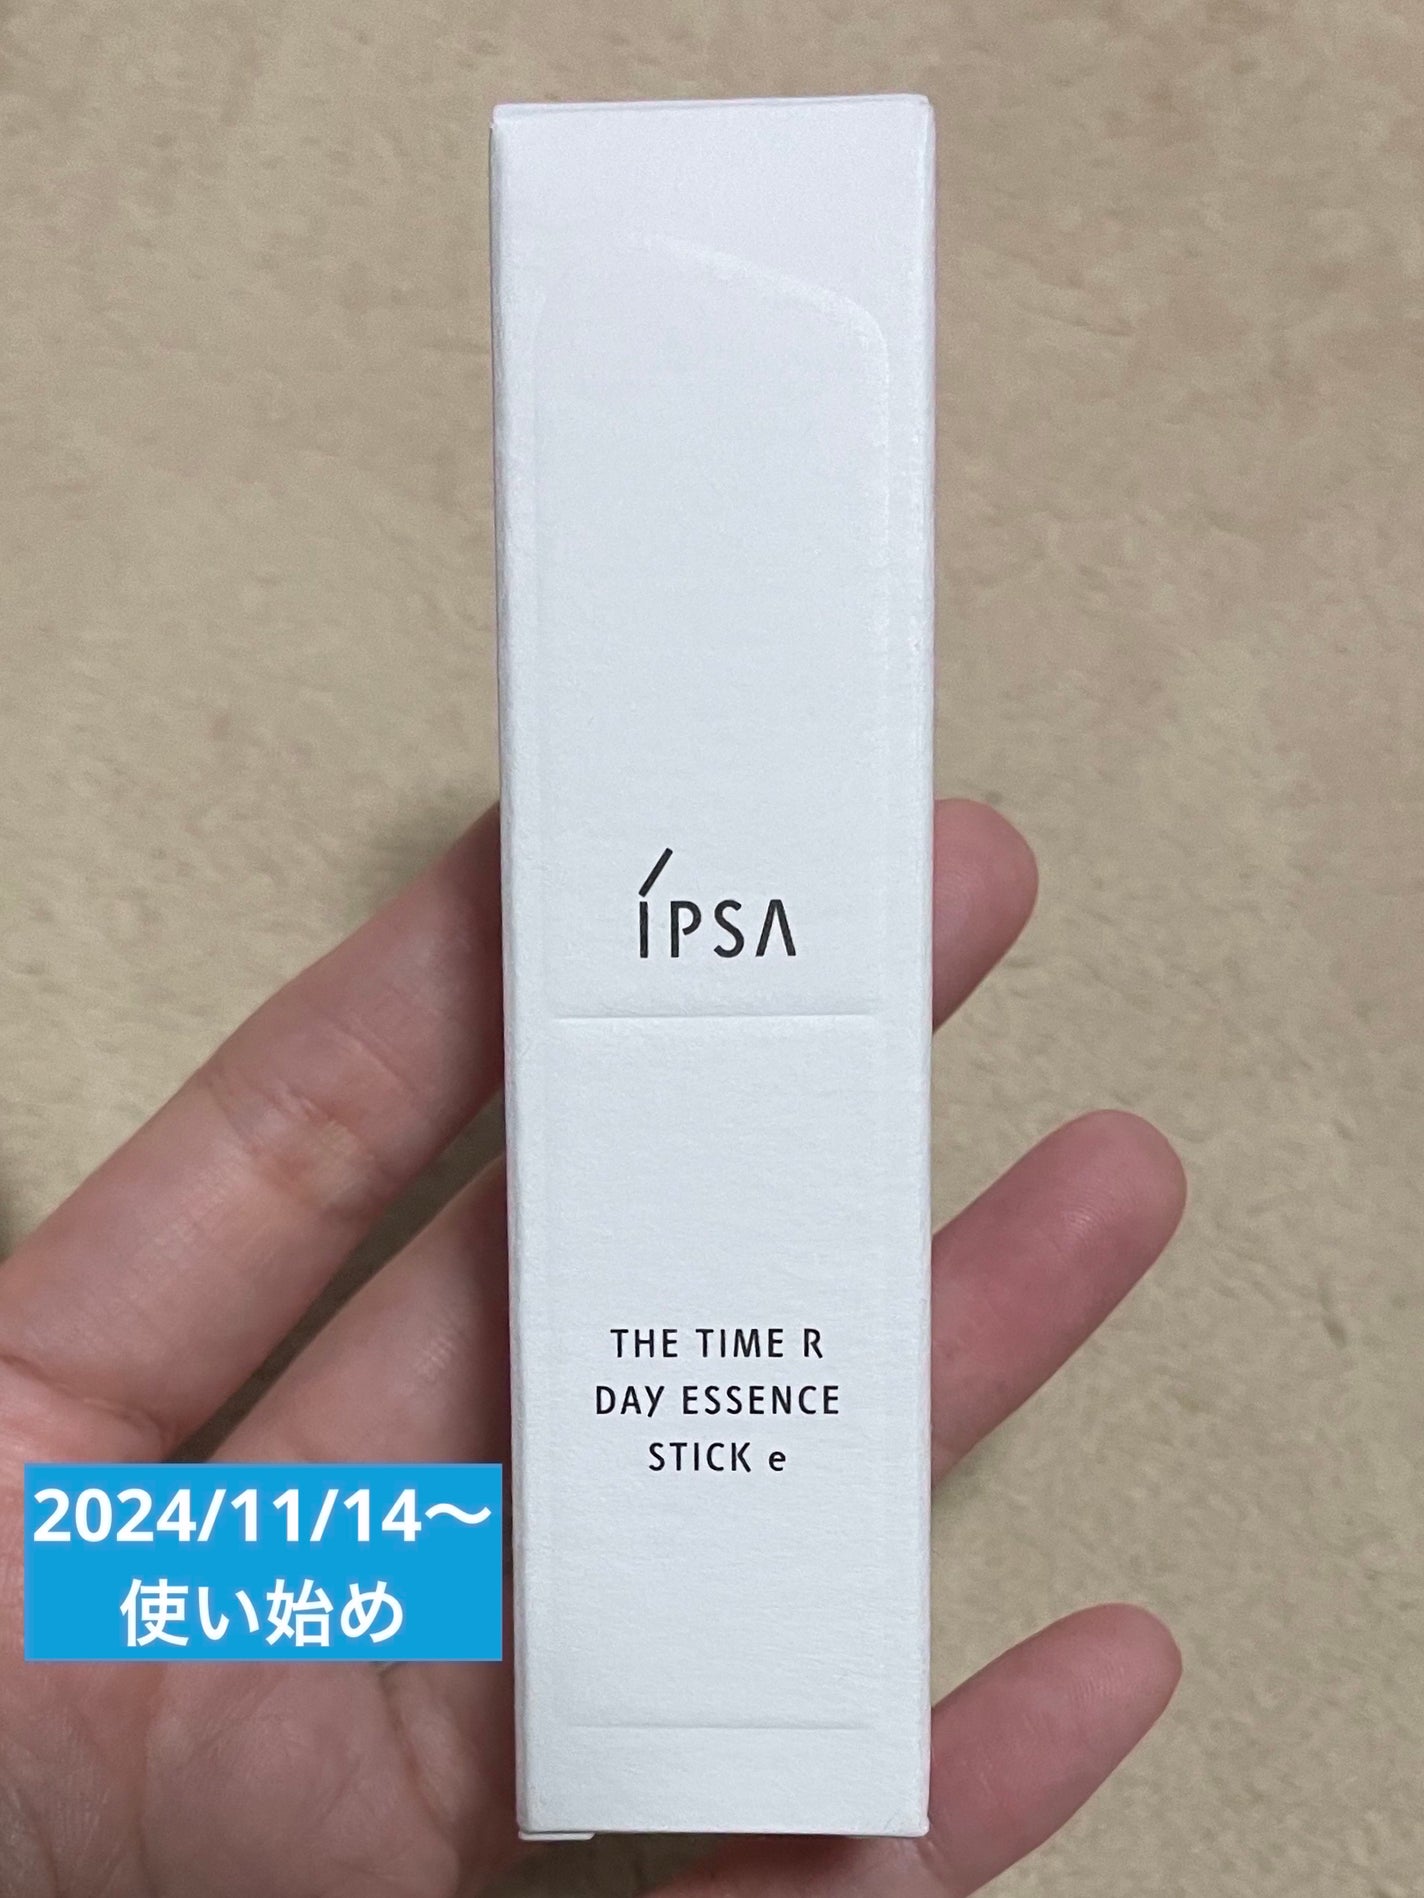 IPSA
THE TIME R
DAY ESSENCE
STICK e
2024/11/14～
使い始め